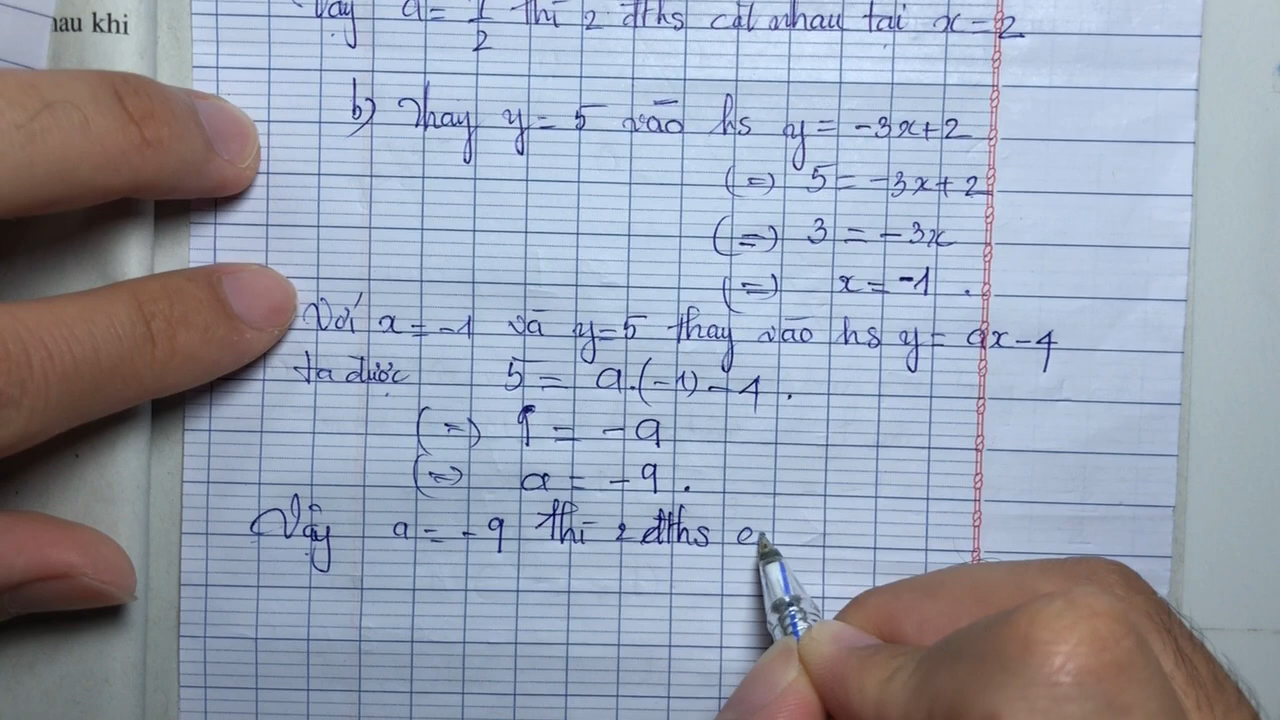 hau khi
Vậy a = 1/2 thì 2 đths cắt nhau tại x = 2
b) Thay y = 5 vào hs y = -3x+2
(=) 5 = -3x + 2
(=) 3 = -3x
(=) x = -1 .
Với x = -1 và y = 5 thay vào hs y = ax - 4
ta được 5 = a.(-1) - 4 .
(=) 9 = -a
(=) a = -9 .
Vậy a = -9 thì 2 đths c